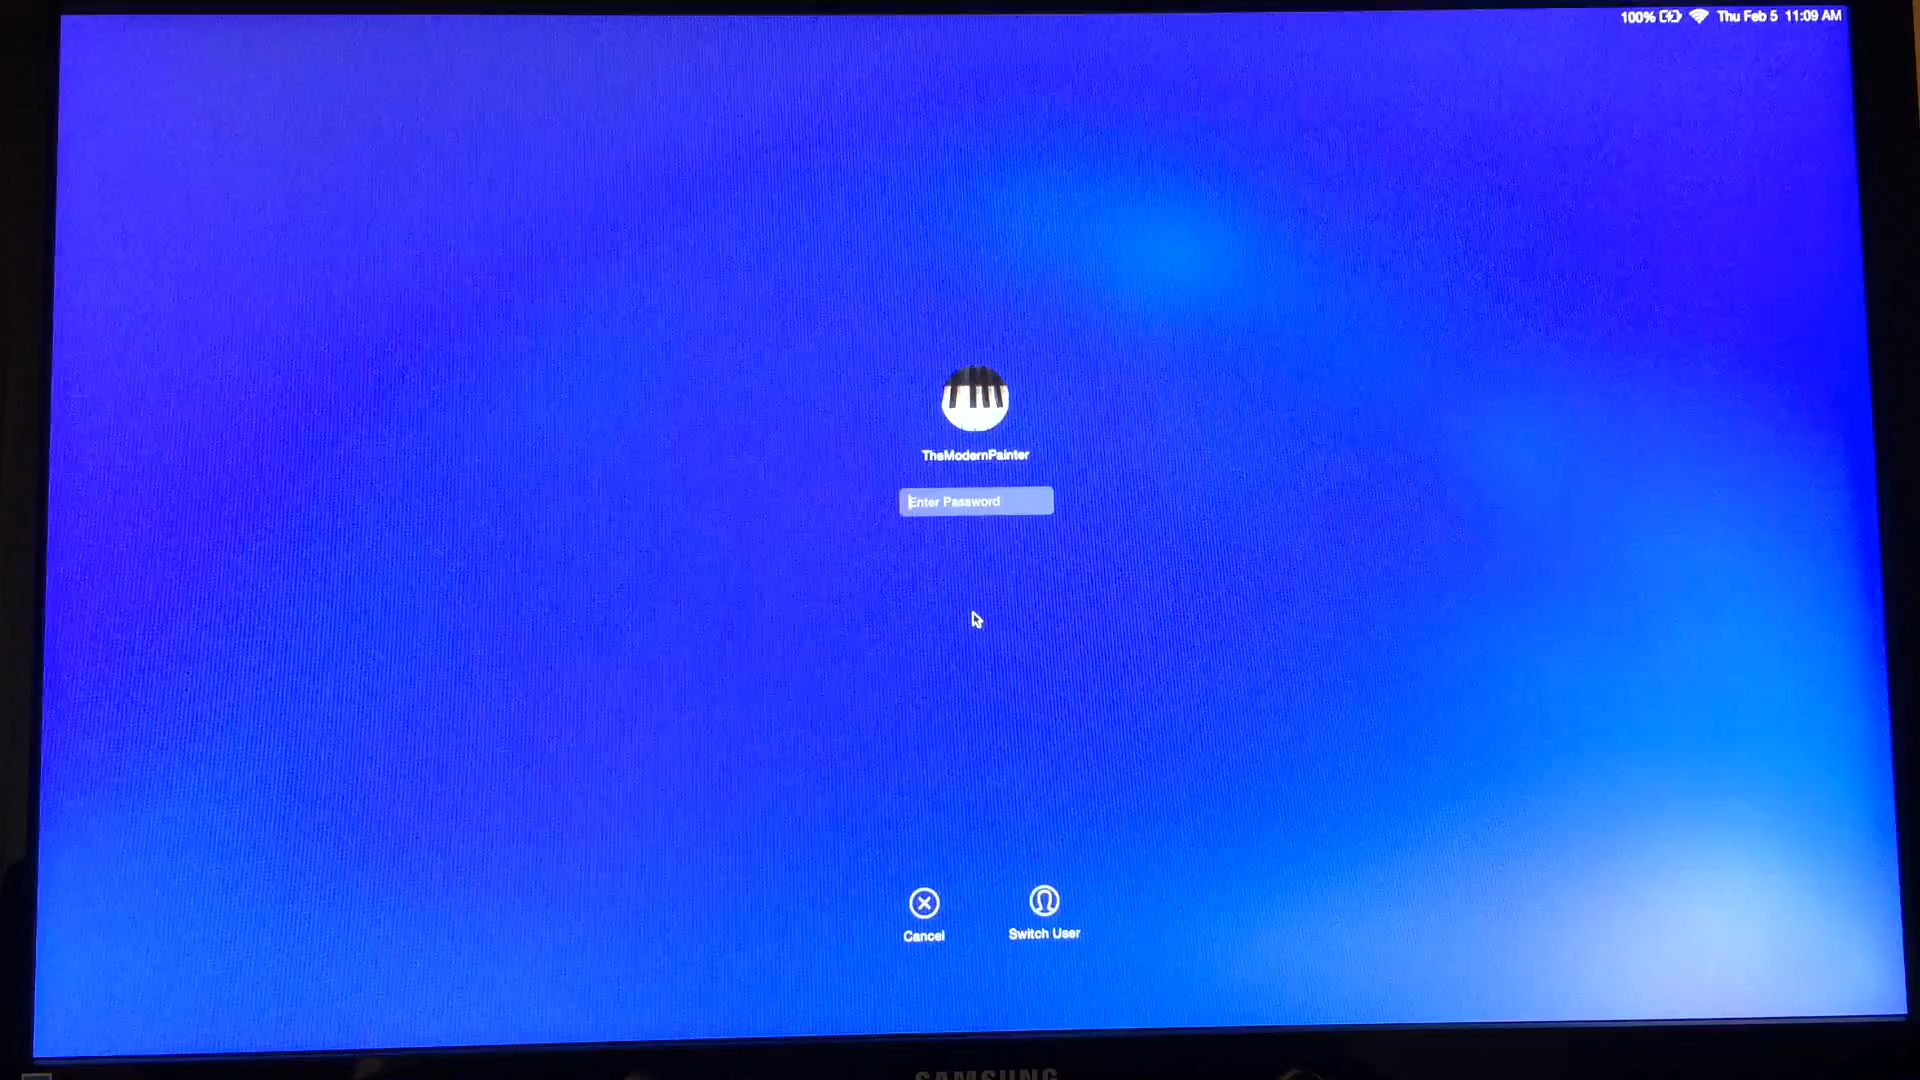 100% Thu Feb 5 11:09 AM
TheModernPainter
Enter Password
Cancel
Switch User
SAMSUNG